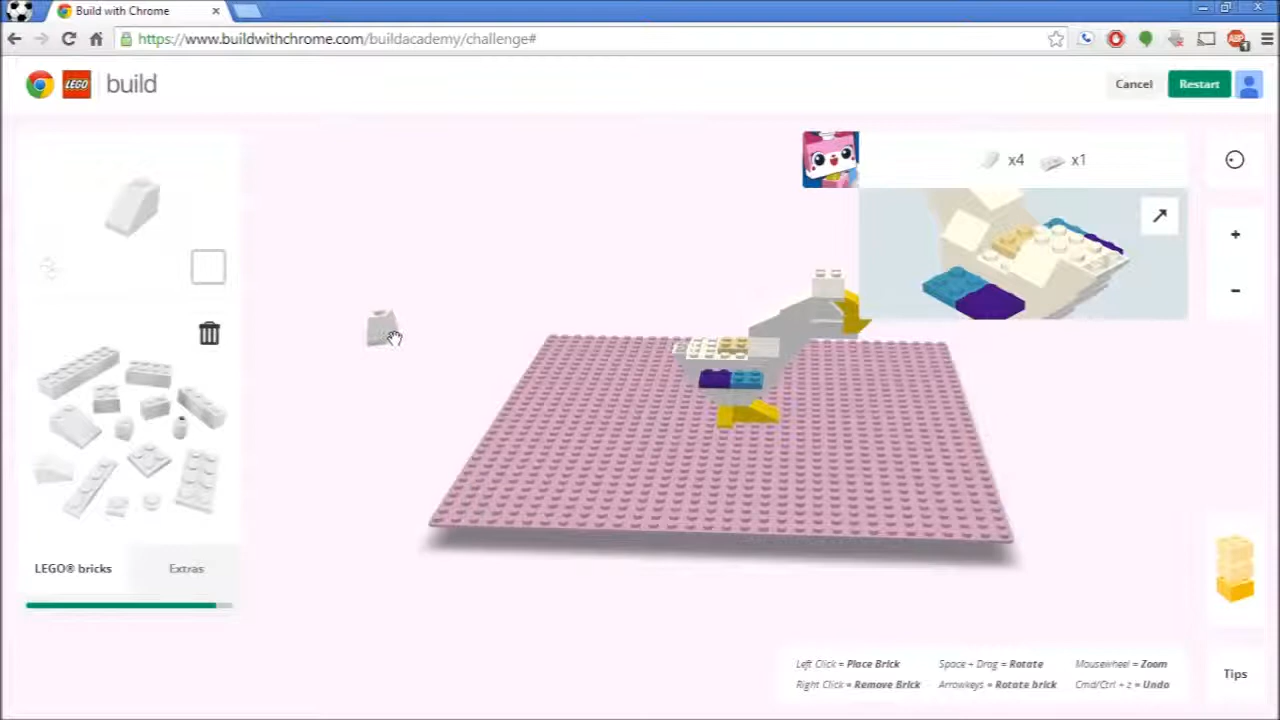 Build with Chrome
https://www.buildwithchrome.com/buildacademy/challenge#
ABP
1
LEGO build
Cancel
Restart
x4
x1
+
-
LEGO® bricks
Extras
Left Click = Place Brick
Space + Drag = Rotate
Mousewheel = Zoom
Right Click = Remove Brick
Arrowkeys = Rotate brick
Cmd/Ctrl + z = Undo
Tips